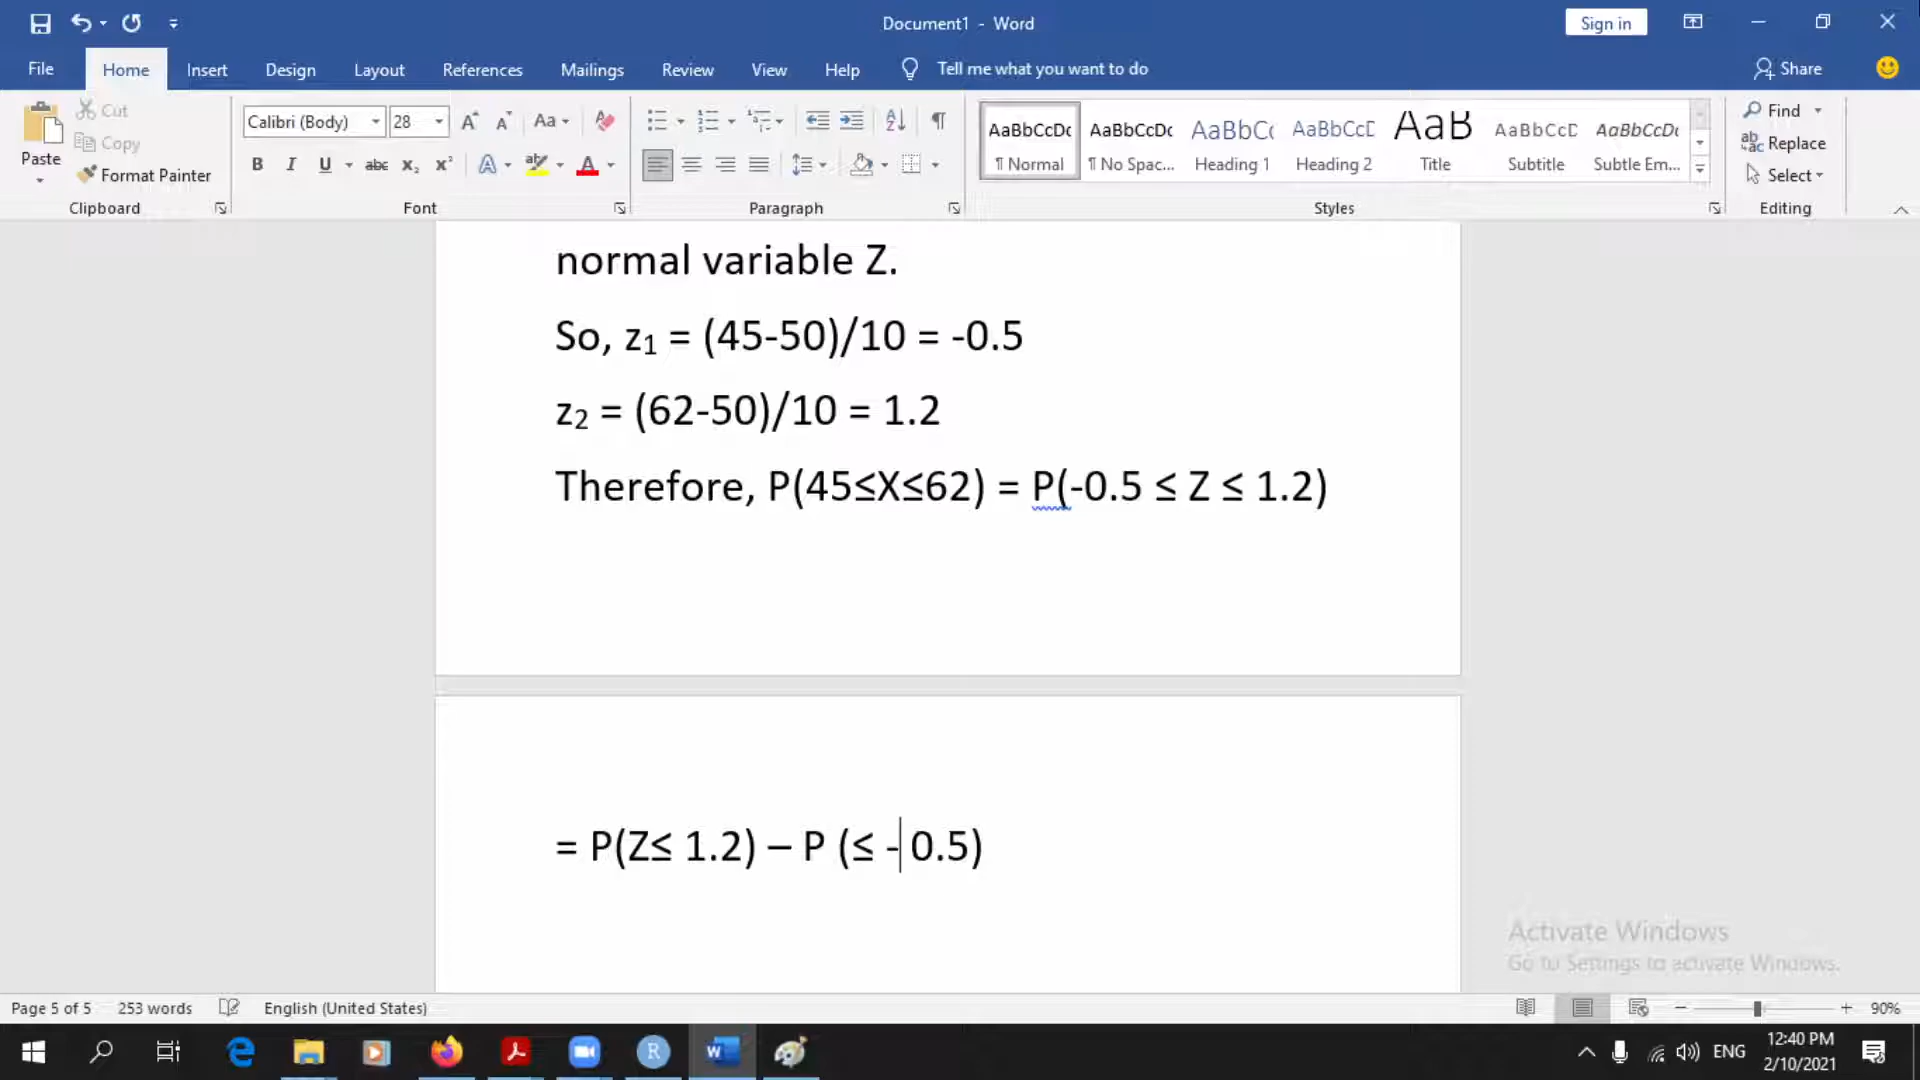 Document1 - Word
Sign in
File Home Insert Design Layout References Mailings Review View Help Tell me what you want to do Share
Paste
Cut
Copy
Format Painter
Clipboard
Calibri (Body) 28
Font
Paragraph
AaBbCcDc AaBbCcDc AaBbC( AaBbCcE AaB AaBbCcD AaBbCcDc
¶ Normal ¶ No Spac... Heading 1 Heading 2 Title Subtitle Subtle Em...
Styles
Find
Replace
Select
Editing
normal variable Z.
So, z₁ = (45-50)/10 = -0.5
z₂ = (62-50)/10 = 1.2
Therefore, P(45≤X≤62) = P(-0.5 ≤ Z ≤ 1.2)
= P(Z≤ 1.2) – P (≤ - 0.5)
Activate Windows
Go to Settings to activate Windows.
Page 5 of 5 253 words English (United States) 90%
ENG
12:40 PM
2/10/2021